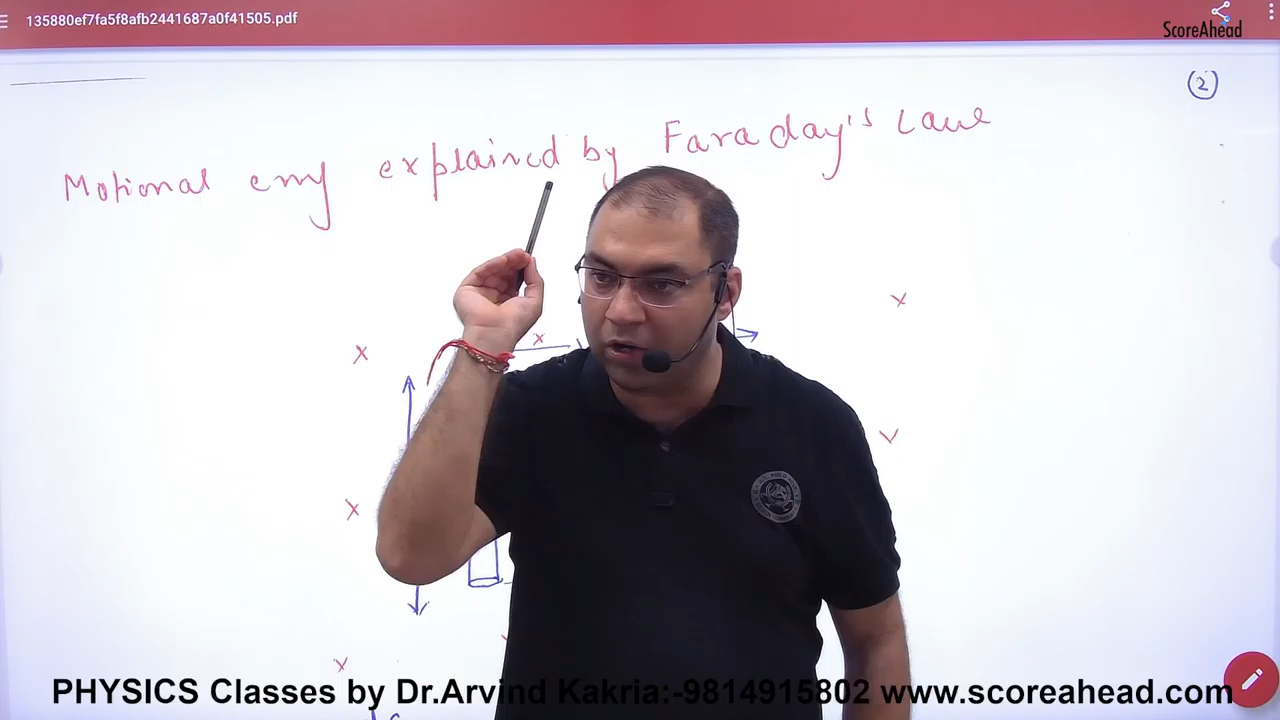 135880ef7fa5f8afb2441687a0f41505.pdf
ScoreAhead
2
Motional emf explained by Faraday's Law
x
x
x
x
x
x
PHYSICS Classes by Dr.Arvind Kakria:-9814915802 www.scoreahead.com